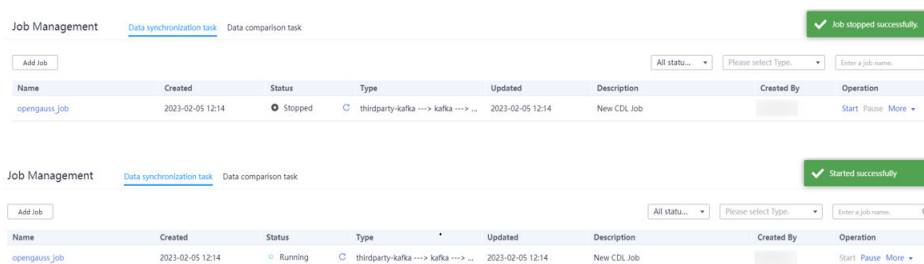 Job Management Data synchronization task Data comparison task Job stopped successfully.
Add Job All statu... Please select Type. Enter a job name.
Name Created Status Type Updated Description Created By Operation
opengauss_job 2023-02-05 12:14 Stopped thirdparty-kafka ---> kafka ---> ... 2023-02-05 12:14 New CDL Job Start Pause More
Job Management Data synchronization task Data comparison task Started successfully
Add Job All statu... Please select Type. Enter a job name.
Name Created Status Type Updated Description Created By Operation
opengauss_job 2023-02-05 12:14 Running thirdparty-kafka ---> kafka ---> ... 2023-02-05 12:14 New CDL Job Start Pause More